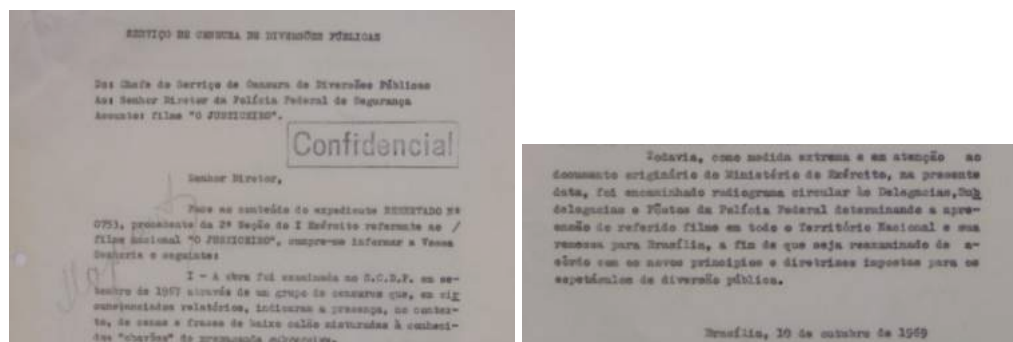 SERVIÇO DE CENSURA DE DIVERSÕES PÚBLICAS
Do: Chefe do Serviço de Censura de Diversões Públicas
Ao: Senhor Diretor da Polícia Federal de Segurança
Assunto: filme "O JUSTICEIRO".
Confidencial
Senhor Diretor,
Face ao conteúdo do expediente RESERVADO Nº
0753, procedente da 2ª Seção do I Exército referente ao /
filme nacional "O JUSTICEIRO", cumpre-me informar a Vossa
Senhoria o seguinte:
I - A obra foi examinada no S.C.D.P. em se-
tembro de 1967 através de um grupo de censores que, em cir
cunstanciados relatórios, indicaram a presença, no contex-
to, de cenas e frases de baixo calão misturadas à conheci-
dos "chavões" de propaganda subversiva.
Todavia, como medida extrema e em atenção ao
documento originário do Ministério do Exército, na presente
data, foi encaminhado radiograma circular às Delegacias, Sub
delegacias e Postos da Polícia Federal determinando a apre-
ensão do referido filme em todo o Território Nacional e sua
remessa para Brasília, a fim de que seja reexaminado de a-
côrdo com os novos princípios e diretrizes impostas para os
espetáculos de diversão pública.
Brasília, 10 de outubro de 1969